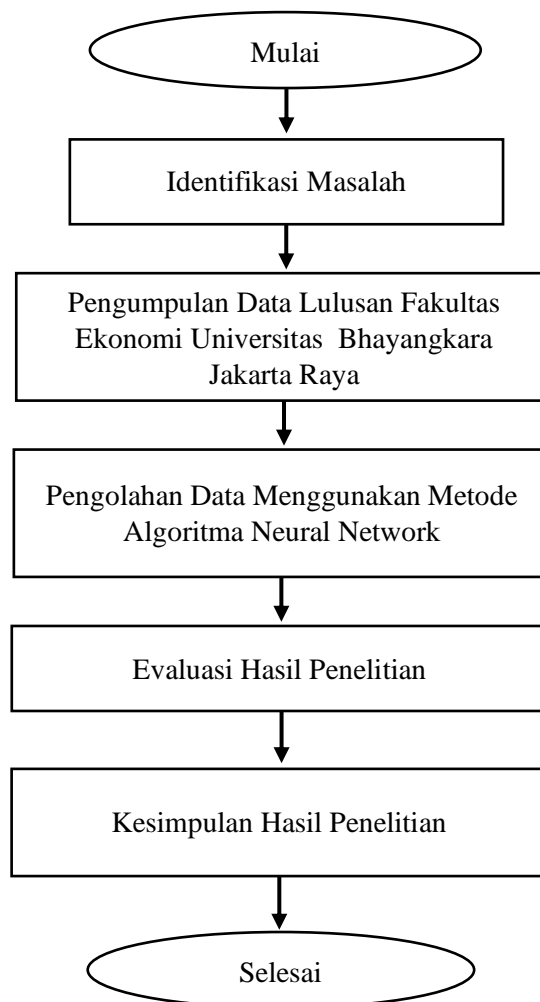 Mulai
Identifikasi Masalah
Pengumpulan Data Lulusan Fakultas
Ekonomi Universitas  Bhayangkara
Jakarta Raya
Pengolahan Data Menggunakan Metode
Algoritma Neural Network
Evaluasi Hasil Penelitian
Kesimpulan Hasil Penelitian
Selesai